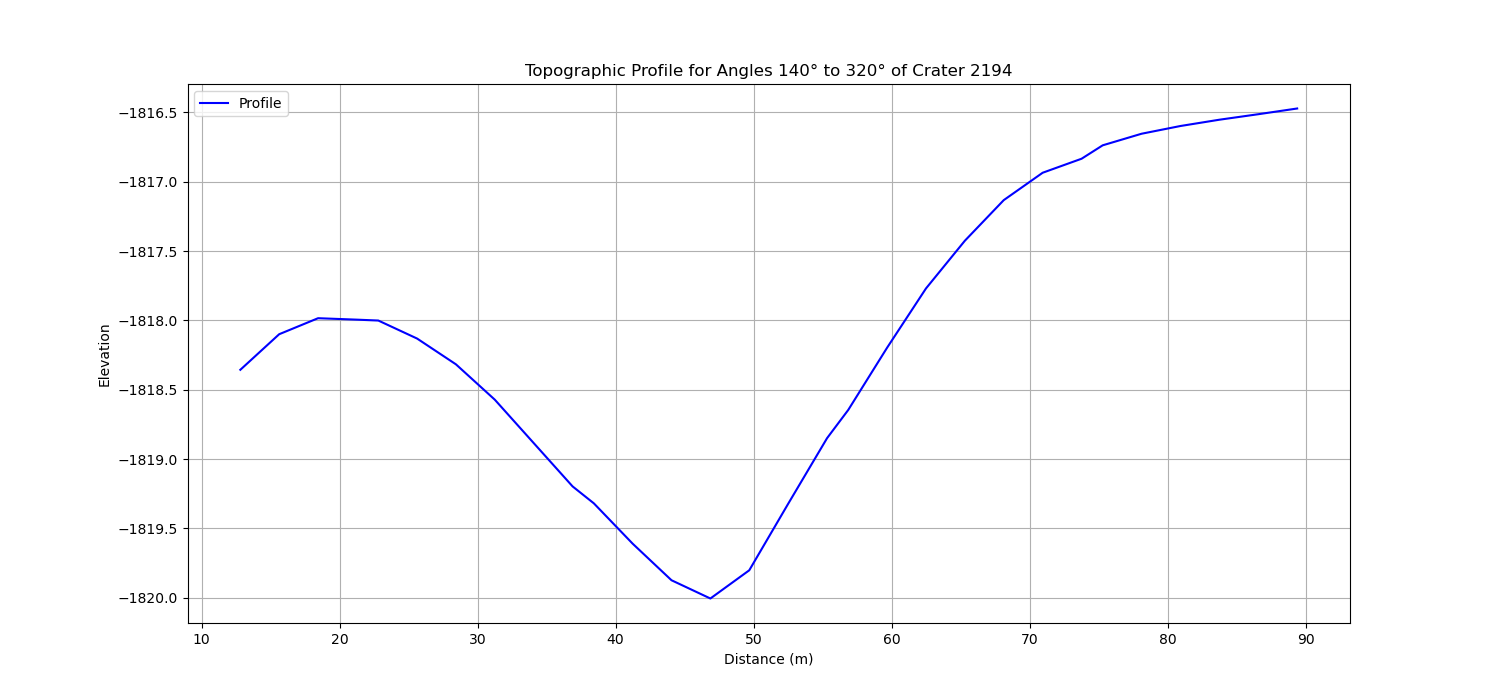 Topographic Profile for Angles 140° to 320° of Crater 2194
Profile
Elevation
−1816.5
−1817.0
−1817.5
−1818.0
−1818.5
−1819.0
−1819.5
−1820.0
10 20 30 40 50 60 70 80 90
Distance (m)